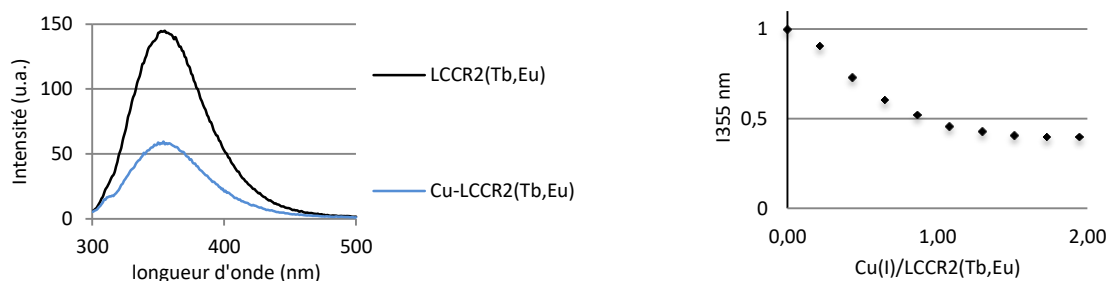 150
100
50
0
Intensité (u.a.)
300
400
500
longueur d'onde (nm)
LCCR2(Tb,Eu)
Cu-LCCR2(Tb,Eu)
1
0,5
0
I355 nm
0,00
1,00
2,00
Cu(I)/LCCR2(Tb,Eu)